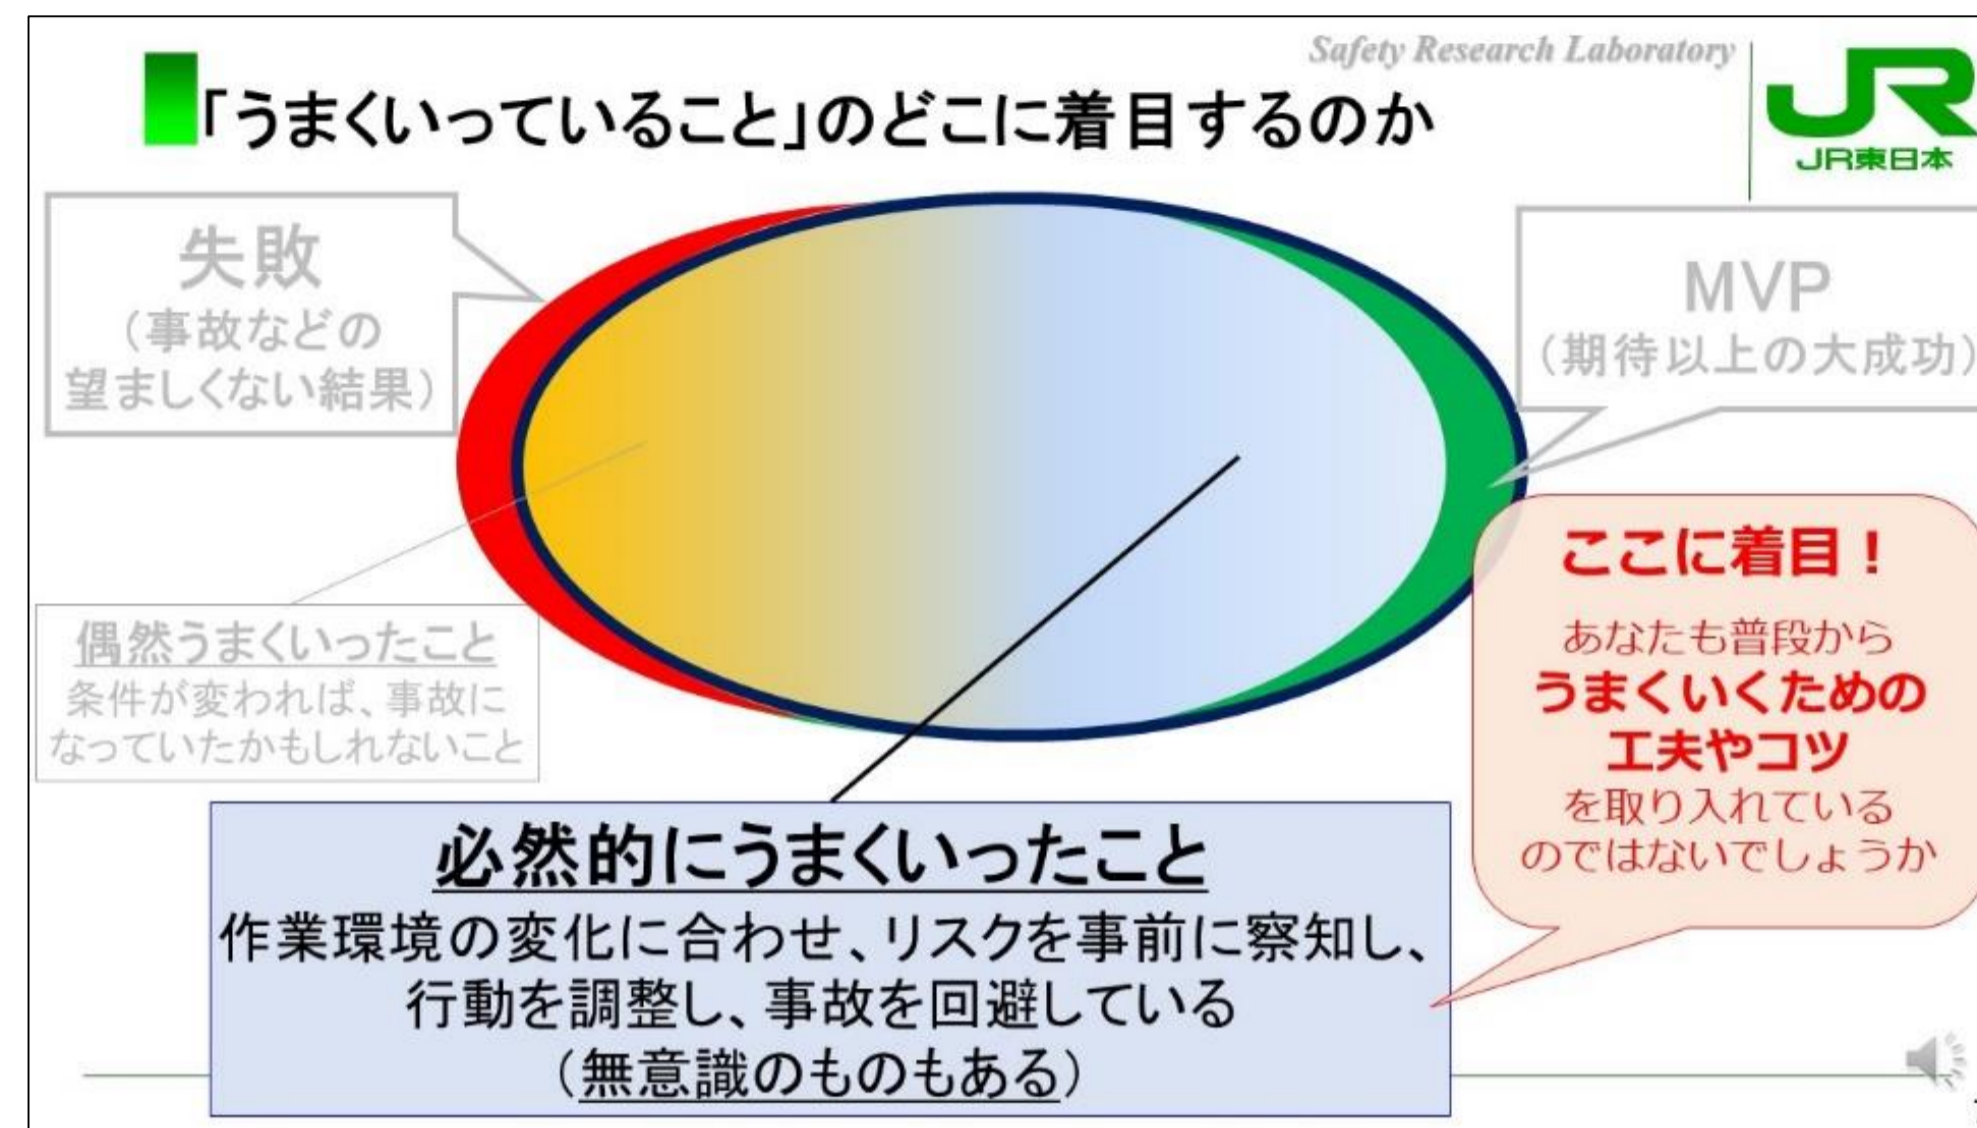 Safety Research Laboratory
「うまくいっていること」のどこに着目するのか
JR
JR東日本
失敗
（事故などの
望ましくない結果）
MVP
（期待以上の大成功）
偶然うまくいったこと
条件が変われば、事故に
なっていたかもしれないこと
ここに着目！
あなたも普段から
うまくいくための
工夫やコツ
を取り入れている
のではないでしょうか
必然的にうまくいったこと
作業環境の変化に合わせ、リスクを事前に察知し、
行動を調整し、事故を回避している
（無意識のものもある）